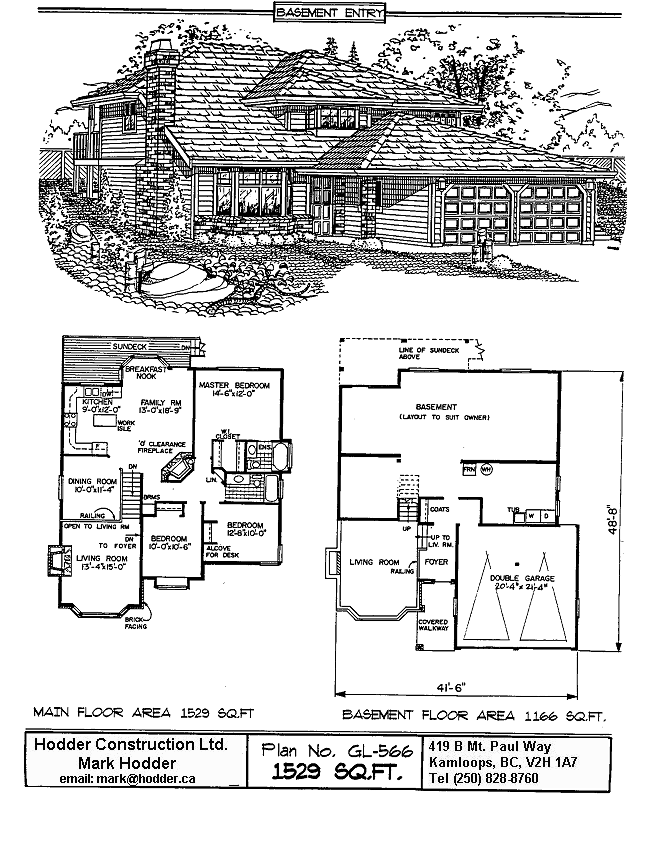 BASEMENT ENTRY
SUNDECK
DN
BREAKFAST
NOOK
KITCHEN
9'-0"x12'-0"
DW
FAMILY RM
13'-0"x18'-9"
MASTER BEDROOM
14'-6"x12'-0"
WORK
ISLE
F
W.I.
CLOSET
ENS.
'0' CLEARANCE
FIREPLACE
DN
LIN.
DINING ROOM
10'-0"x11'-4"
BRMS
RAILING
OPEN TO LIVING RM
DN
TO FOYER
BEDROOM
10'-0"x10'-6"
BEDROOM
12'-8"x10'-0"
ALCOVE
FOR DESK
LIVING ROOM
13'-4"x15'-0"
BRICK
FACING
LINE OF SUNDECK
ABOVE
BASEMENT
(LAYOUT TO SUIT OWNER)
FRN
HW
TUB
W
D
COATS
UP
UP TO
LIV. RM.
LIVING ROOM
RAILING
FOYER
DOUBLE GARAGE
20'-4"x 21'-4"
COVERED
WALKWAY
48'-8"
41'-6"
MAIN FLOOR AREA 1529 SQ.FT
BASEMENT FLOOR AREA 1166 SQ.FT.
Hodder Construction Ltd.
Mark Hodder
email: mark@hodder.ca
Plan No. GL-566
1529 SQ.FT.
419 B Mt. Paul Way
Kamloops, BC, V2H 1A7
Tel (250) 828-8760